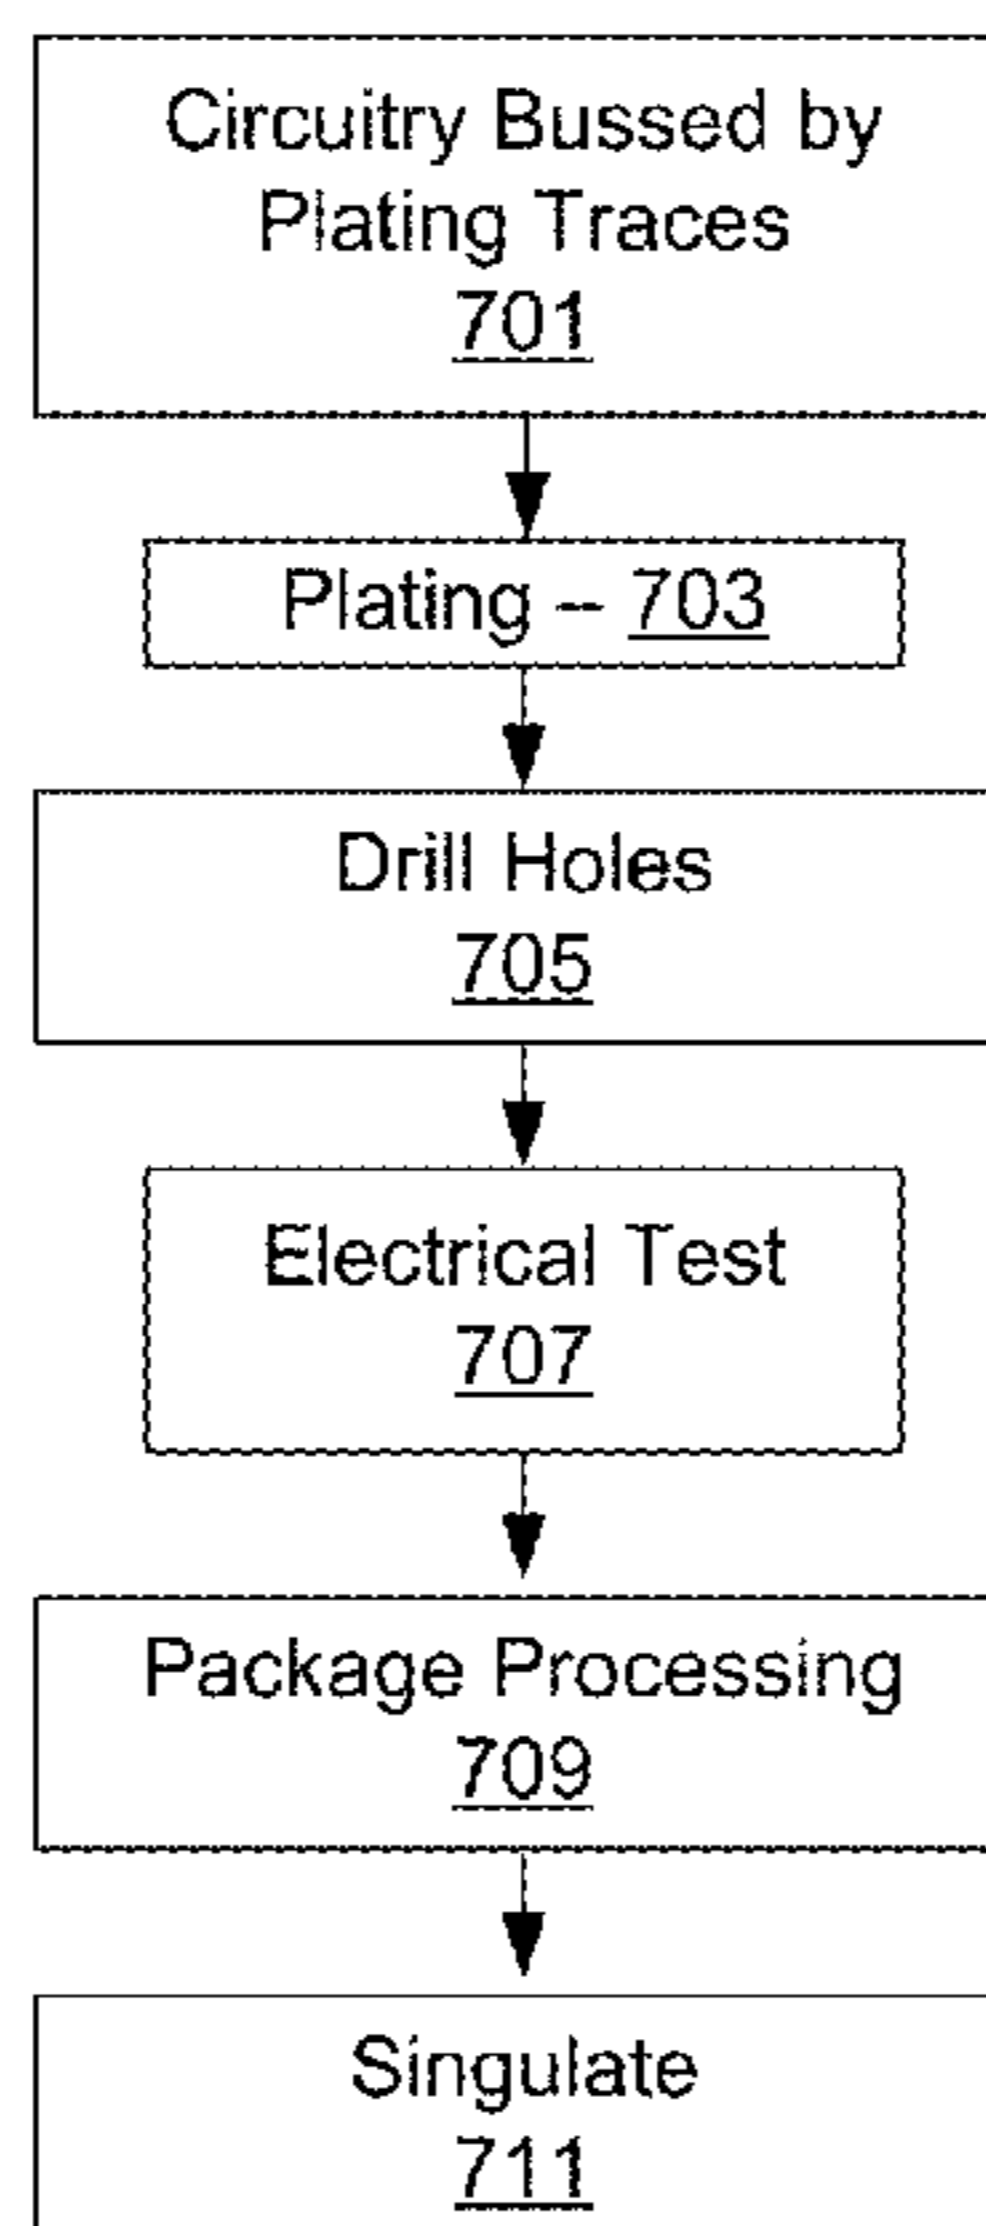 Circuitry Bussed by
Plating Traces
701
Plating -- 703
Drill Holes
705
Electrical Test
707
Package Processing
709
Singulate
711